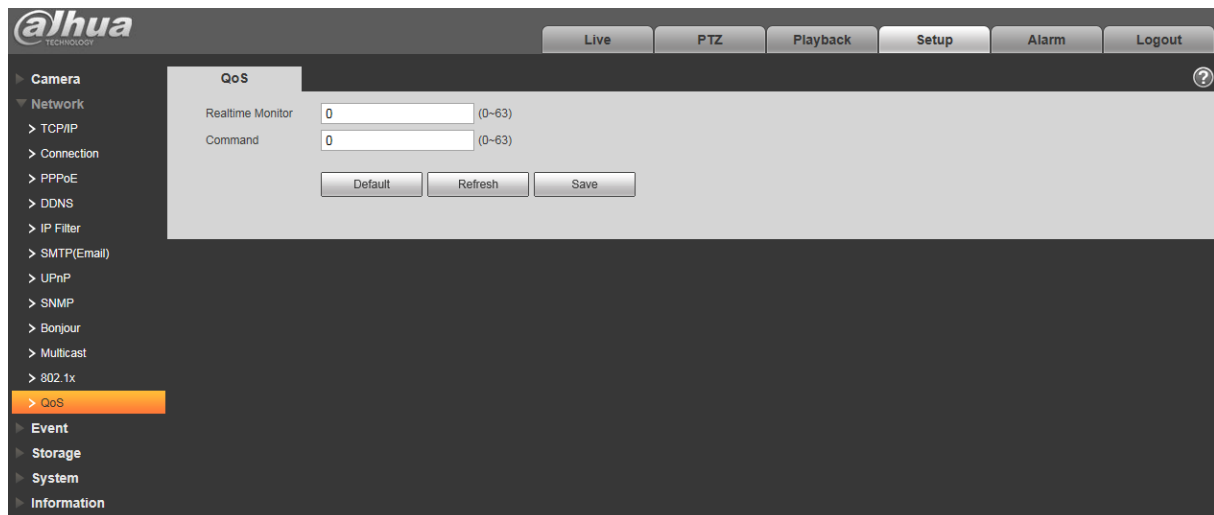 alhua
TECHNOLOGY
Live PTZ Playback Setup Alarm Logout
Camera
Network
> TCP/IP
> Connection
> PPPoE
> DDNS
> IP Filter
> SMTP(Email)
> UPnP
> SNMP
> Bonjour
> Multicast
> 802.1x
> QoS
Event
Storage
System
Information
QoS ?
Realtime Monitor 0 (0~63)
Command 0 (0~63)
Default Refresh Save